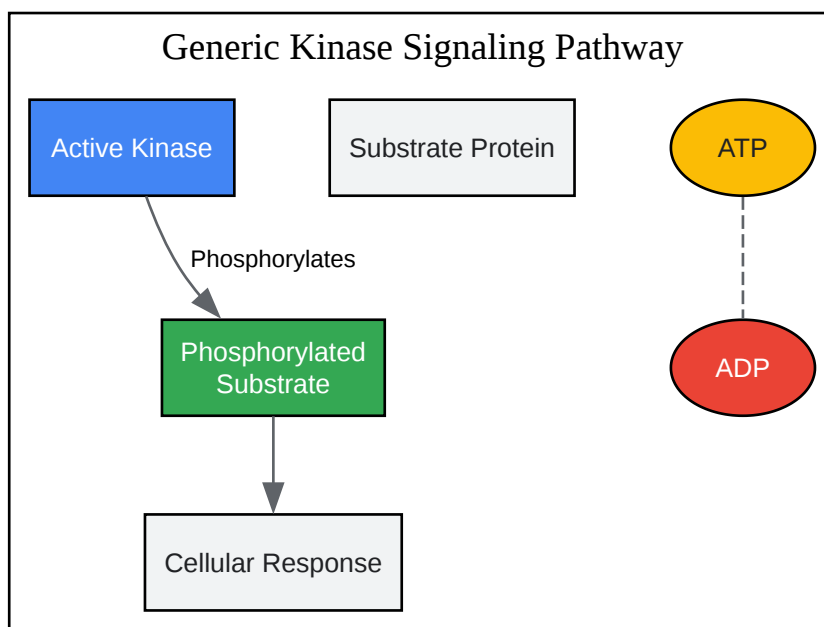 Generic Kinase Signaling Pathway
Active Kinase
Substrate Protein
ATP
Phosphorylates
Phosphorylated
Substrate
ADP
Cellular Response